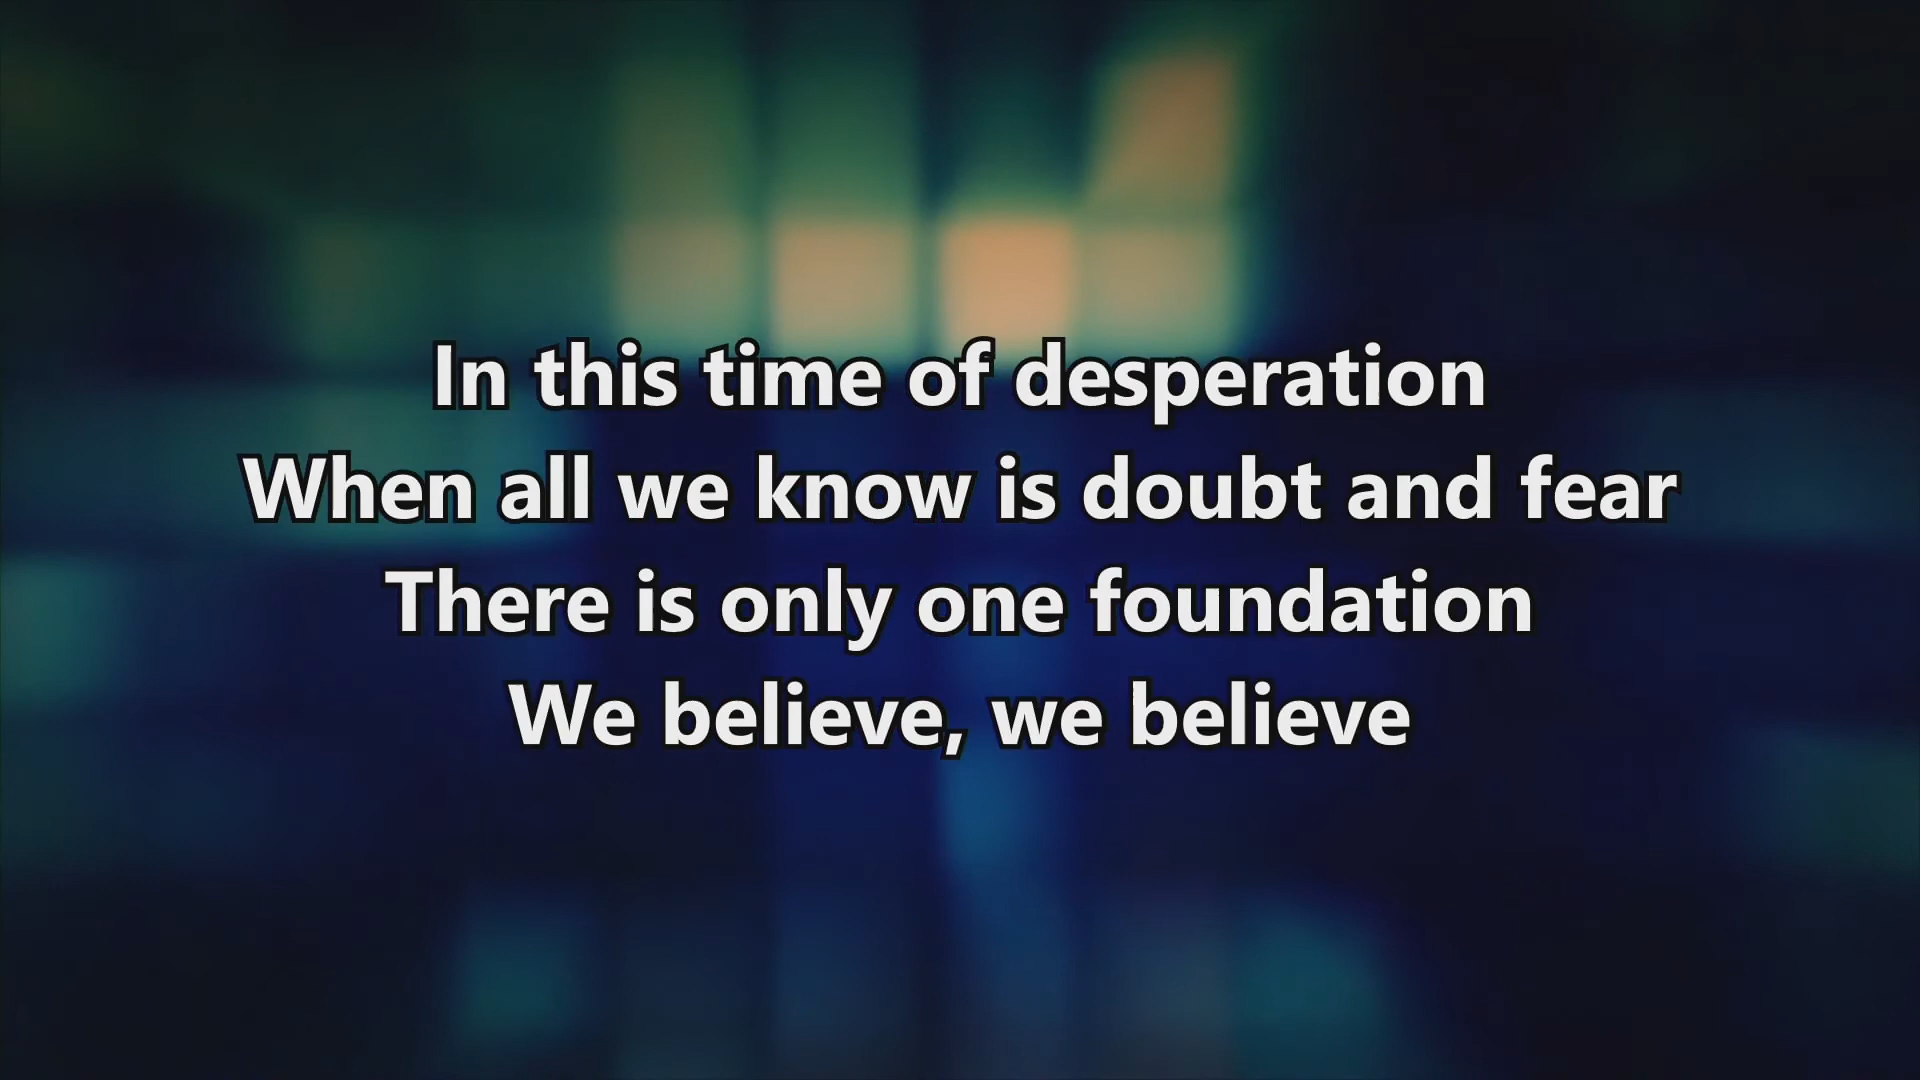 In this time of desperation
When all we know is doubt and fear
There is only one foundation
We believe, we believe